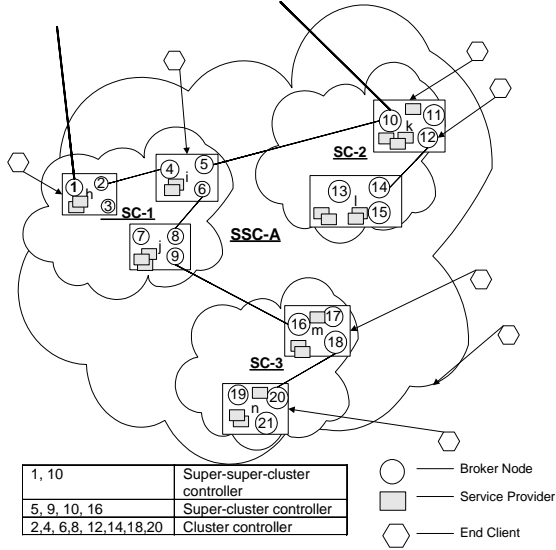 10
11
k
12
SC-2
4
5
i
6
1
2
h
3
SC-1
13
14
l
15
SSC-A
7
8
j
9
16
17
m
18
SC-3
19
20
n
21
1, 10 Super-super-cluster
controller
5, 9, 10, 16 Super-cluster controller
2,4, 6,8, 12,14,18,20 Cluster controller
Broker Node
Service Provider
End Client